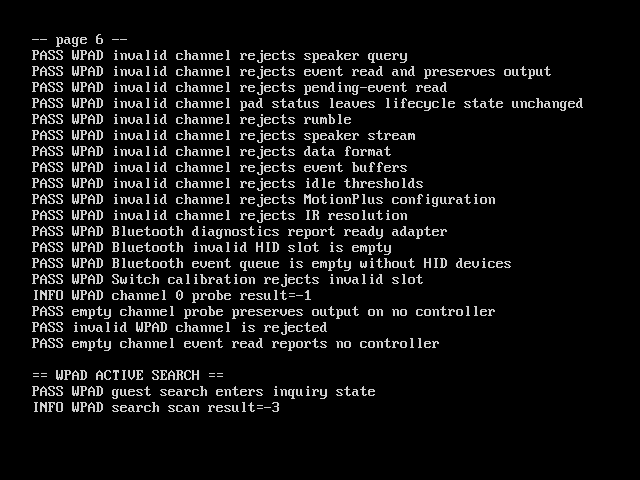 -- page 6 --
PASS WPAD invalid channel rejects speaker query
PASS WPAD invalid channel rejects event read and preserves output
PASS WPAD invalid channel rejects pending-event read
PASS WPAD invalid channel pad status leaves lifecycle state unchanged
PASS WPAD invalid channel rejects rumble
PASS WPAD invalid channel rejects speaker stream
PASS WPAD invalid channel rejects data format
PASS WPAD invalid channel rejects event buffers
PASS WPAD invalid channel rejects idle thresholds
PASS WPAD invalid channel rejects MotionPlus configuration
PASS WPAD invalid channel rejects IR resolution
PASS WPAD Bluetooth diagnostics report ready adapter
PASS WPAD Bluetooth invalid HID slot is empty
PASS WPAD Bluetooth event queue is empty without HID devices
PASS WPAD Switch calibration rejects invalid slot
INFO WPAD channel 0 probe result=-1
PASS empty channel probe preserves output on no controller
PASS invalid WPAD channel is rejected
PASS empty channel event read reports no controller
== WPAD ACTIVE SEARCH ==
PASS WPAD guest search enters inquiry state
INFO WPAD search scan result=-3